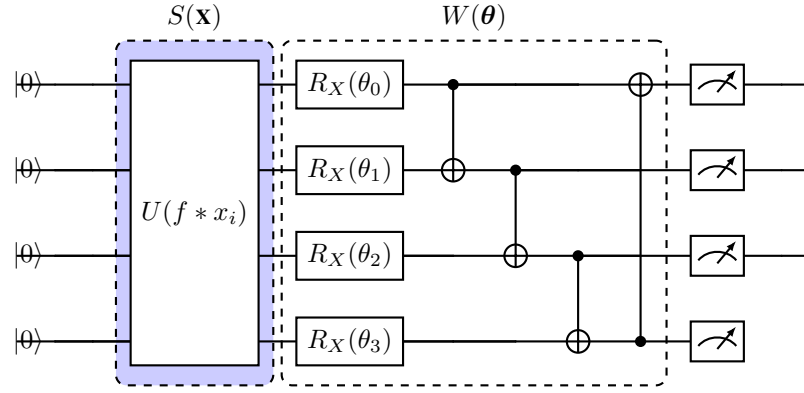 S(𝐱) W(𝛉)
|0⟩ R_X(θ_0)
|0⟩ R_X(θ_1)
U(f * x_i)
|0⟩ R_X(θ_2)
|0⟩ R_X(θ_3)